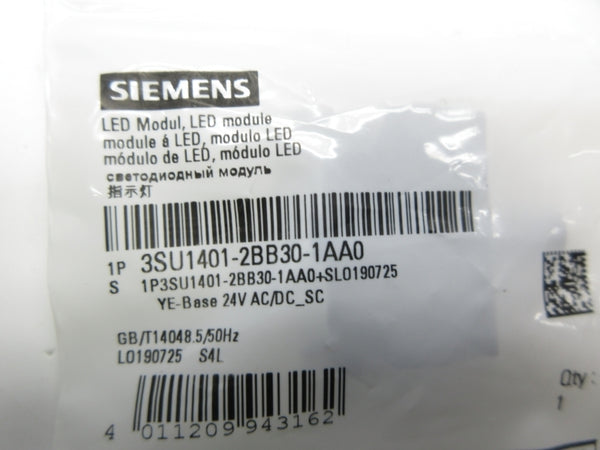 SIEMENS
LED Modul, LED module
module á LED, modulo LED
módulo de LED, módulo LED
светодиодный модуль
指示灯
1P 3SU1401-2BB30-1AA0
S 1P3SU1401-2BB30-1AA0+SL0190725
YE-Base 24V AC/DC_SC
GB/T14048.5/50Hz
L0190725 S4L
Qty :
1
4 011209 943162